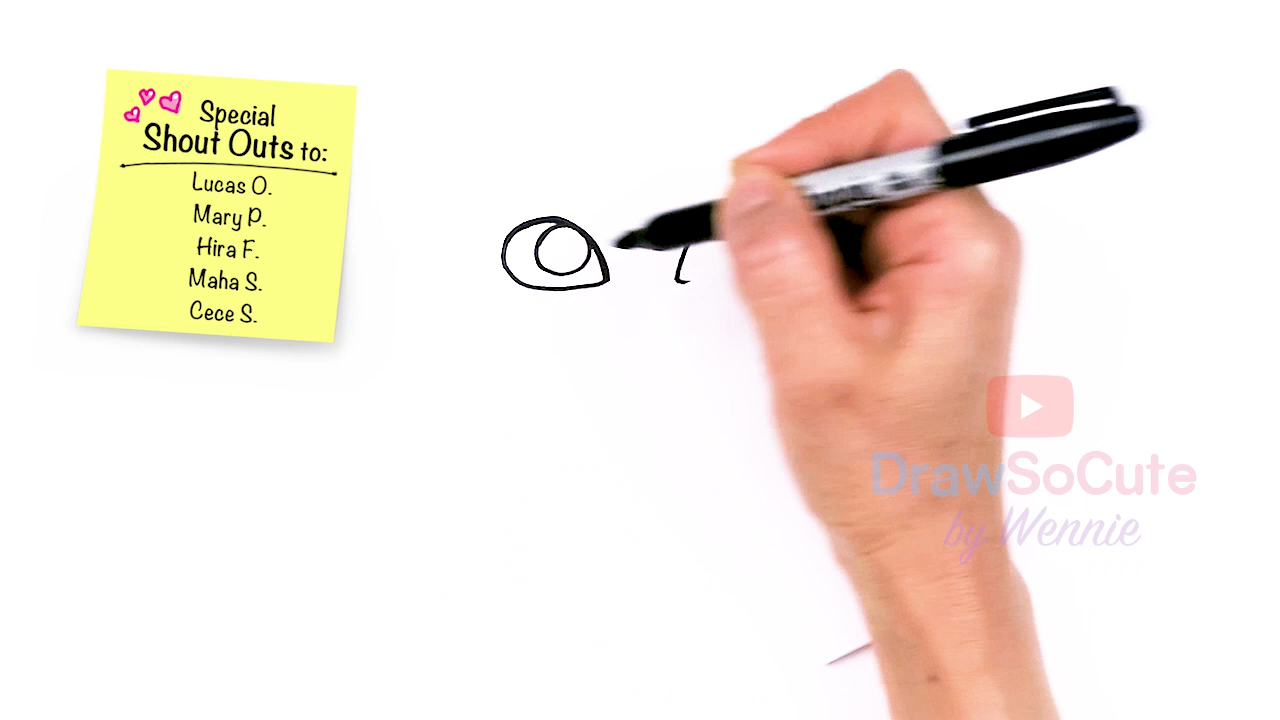 Special
Shout Outs to:
Lucas O.
Mary P.
Hira F.
Maha S.
Cece S.
DrawSoCute
by Wennie